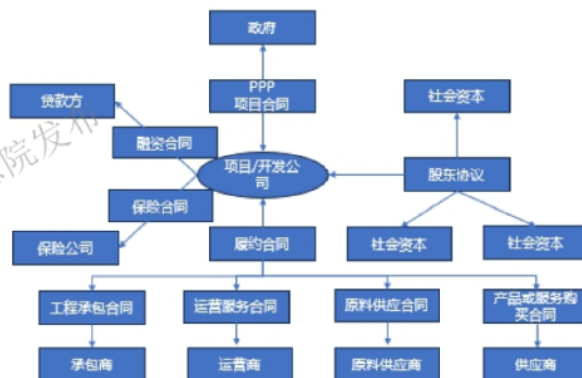 政府
PPP
项目合同
贷款方
社会资本
院发布
融资合同
项目/开发公
司
股东协议
保险合同
保险公司
履约合同
社会资本
社会资本
工程承包合同
运营服务合同
原料供应合同
产品或服务购
买合同
承包商
运营商
原料供应商
供应商